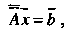 A̿x̄ = b̄ ,